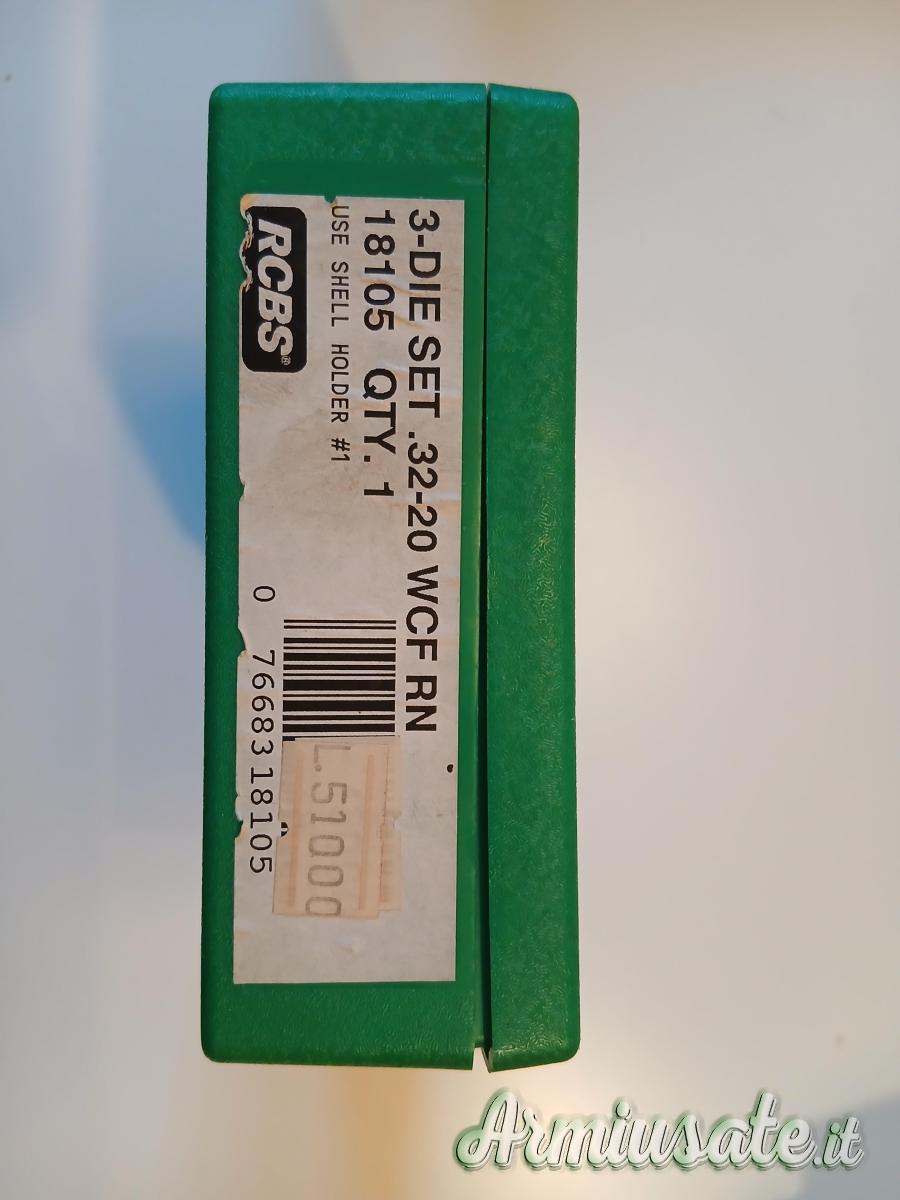 3-DIE SET .32-20 WCF RN
18105 QTY. 1
USE SHELL HOLDER #1
RCBS®
0 76683 18105
L.51000
Armiusate.it